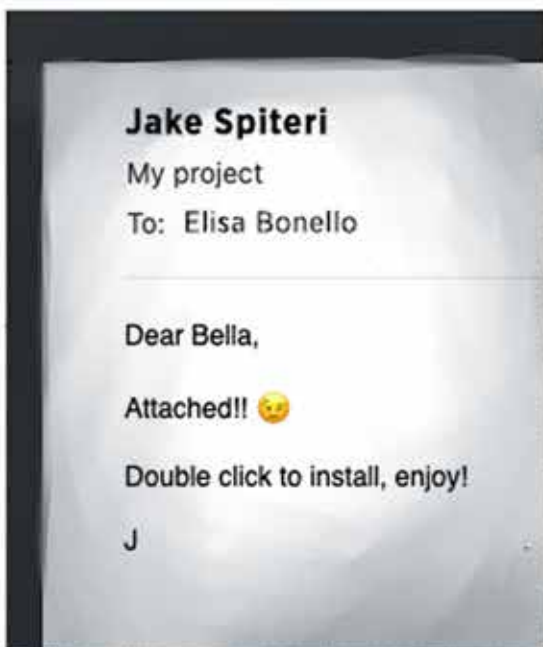 Jake Spiteri
My project
To: Elisa Bonello
Dear Bella,
Attached!! 🤕
Double click to install, enjoy!
J